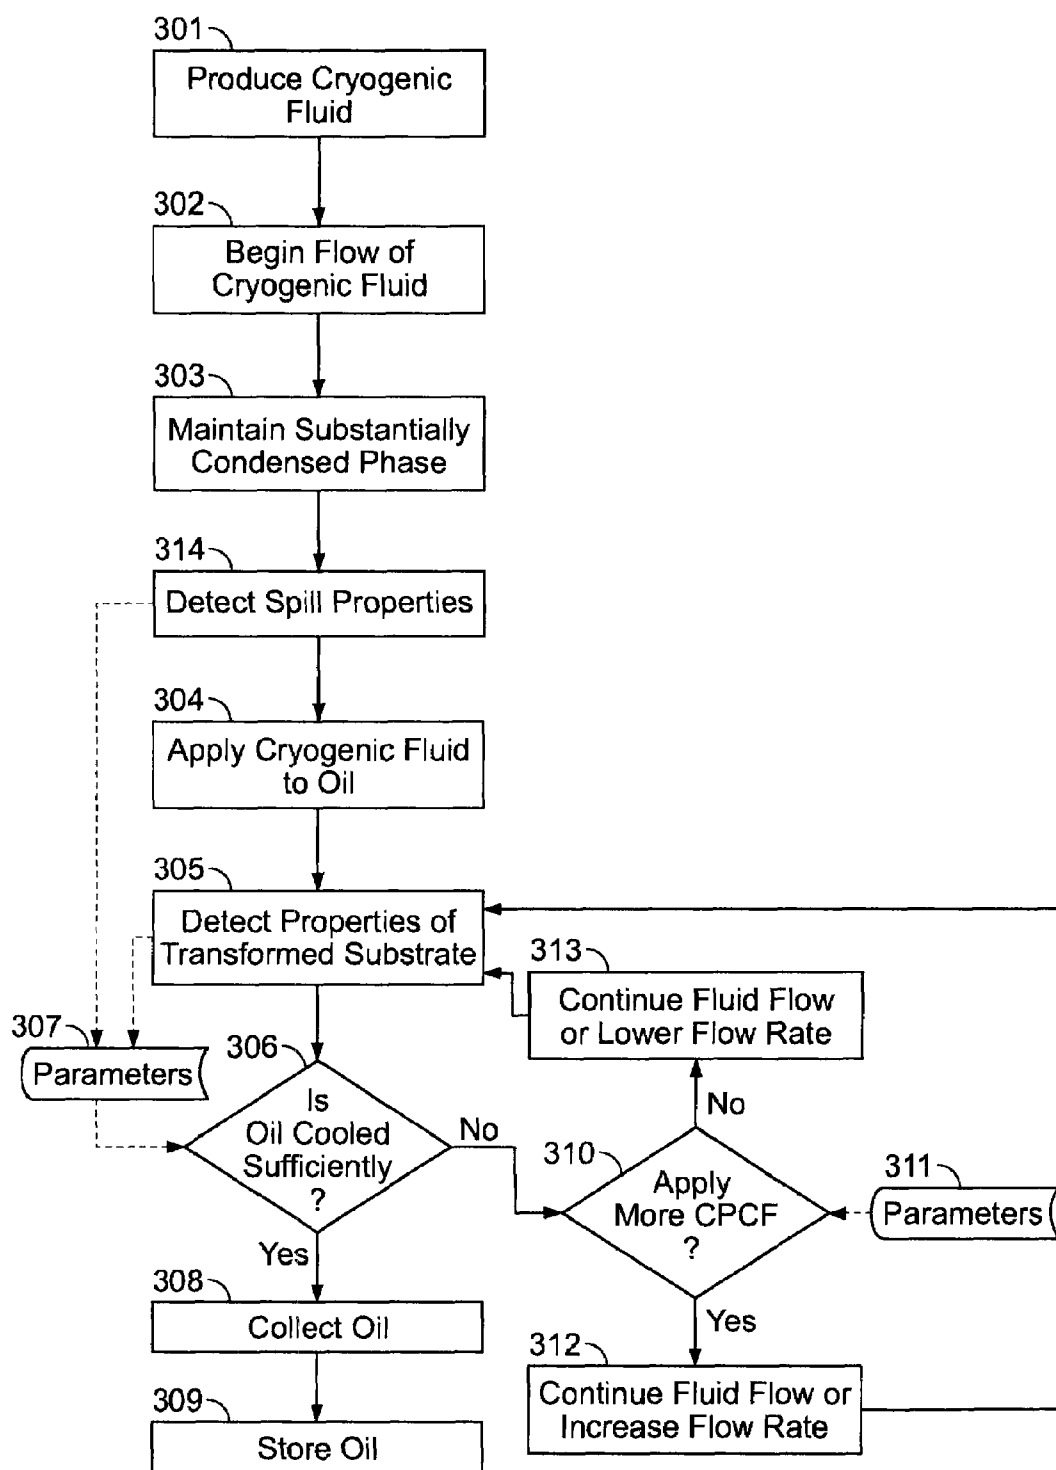 301
Produce Cryogenic
Fluid
302
Begin Flow of
Cryogenic Fluid
303
Maintain Substantially
Condensed Phase
314
Detect Spill Properties
304
Apply Cryogenic Fluid
to Oil
305
Detect Properties of
Transformed Substrate
313
Continue Fluid Flow
or Lower Flow Rate
307
Parameters
306
Is
Oil Cooled
Sufficiently
?
No
Yes
310
Apply
More CPCF
?
No
Yes
311
Parameters
308
Collect Oil
312
Continue Fluid Flow or
Increase Flow Rate
309
Store Oil